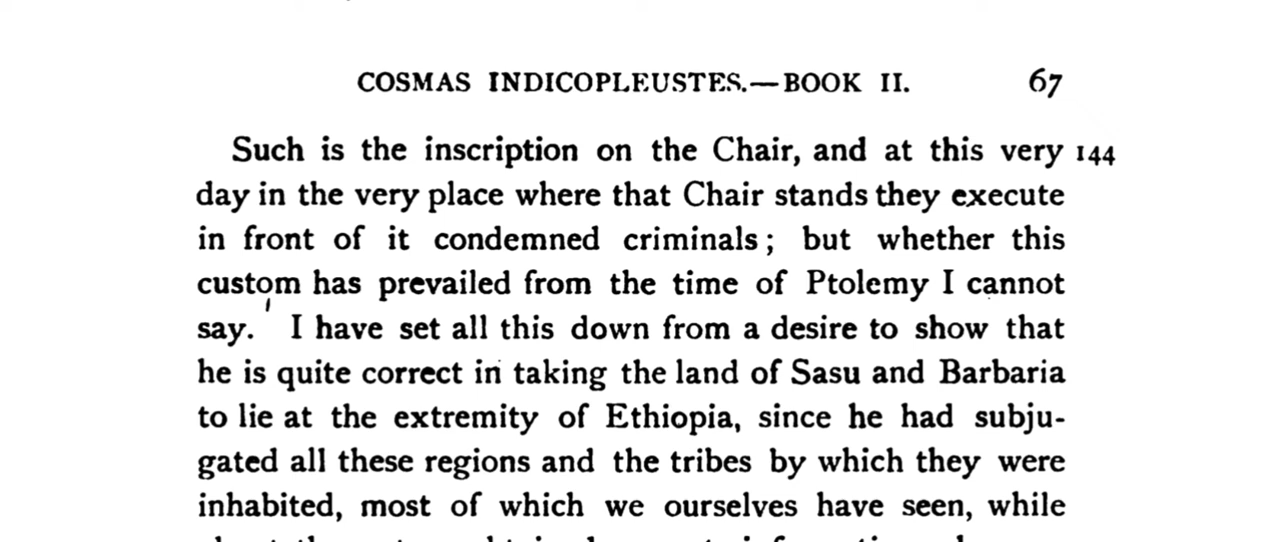 COSMAS INDICOPLEUSTES.—BOOK II. 67
Such is the inscription on the Chair, and at this very 144
day in the very place where that Chair stands they execute
in front of it condemned criminals; but whether this
custom has prevailed from the time of Ptolemy I cannot
say. I have set all this down from a desire to show that
he is quite correct in taking the land of Sasu and Barbaria
to lie at the extremity of Ethiopia, since he had subju-
gated all these regions and the tribes by which they were
inhabited, most of which we ourselves have seen, while